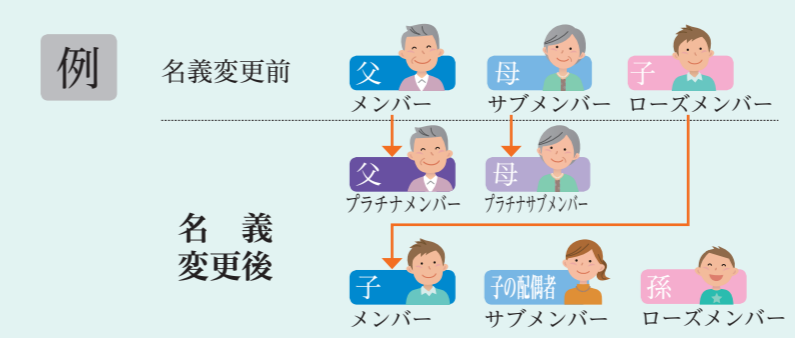 例
名義変更前
父 母 子
メンバー サブメンバー ローズメンバー
父 母
プラチナメンバー プラチナサブメンバー
名 義
変更後
子 子の配偶者 孫
メンバー サブメンバー ローズメンバー